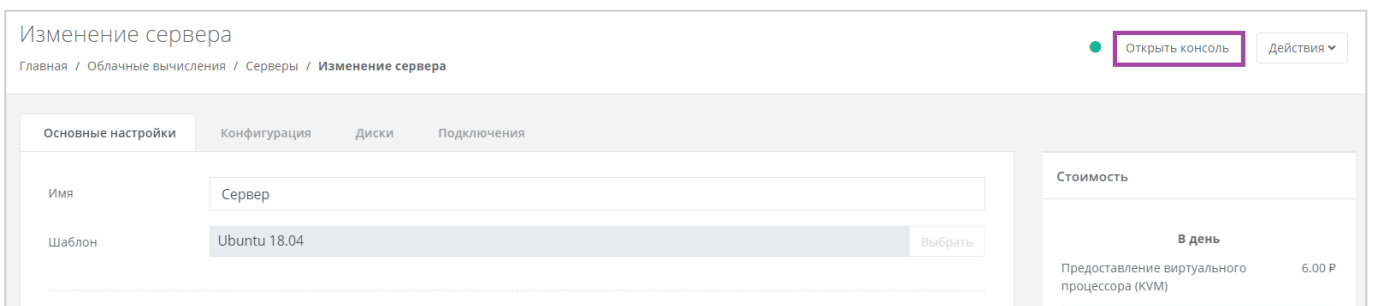 Изменение сервера
Открыть консоль
Действия
Главная / Облачные вычисления / Серверы / Изменение сервера
Основные настройки
Конфигурация
Диски
Подключения
Имя
Сервер
Шаблон
Ubuntu 18.04
Выбрать
Стоимость
В день
Предоставление виртуального
процессора (KVM)
6.00 ₽